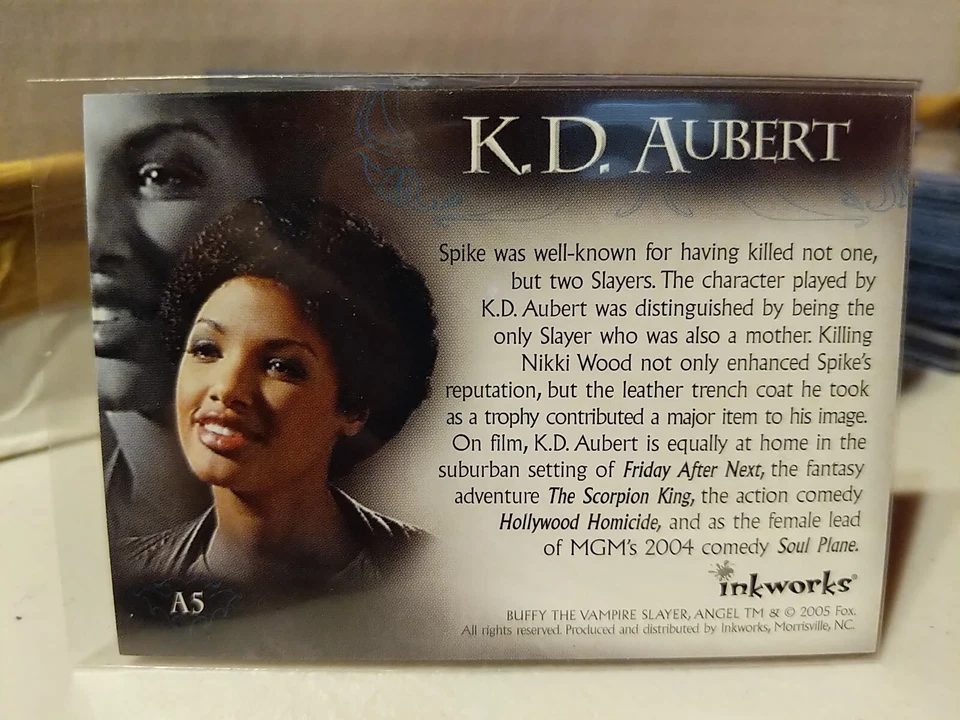 K.D. AUBERT
Spike was well-known for having killed not one,
but two Slayers. The character played by
K.D. Aubert was distinguished by being the
only Slayer who was also a mother. Killing
Nikki Wood not only enhanced Spike's
reputation, but the leather trench coat he took
as a trophy contributed a major item to his image.
On film, K.D. Aubert is equally at home in the
suburban setting of Friday After Next, the fantasy
adventure The Scorpion King, the action comedy
Hollywood Homicide, and as the female lead
of MGM's 2004 comedy Soul Plane.
inkworks®
A5
BUFFY THE VAMPIRE SLAYER, ANGEL TM & © 2005 Fox.
All rights reserved. Produced and distributed by Inkworks, Morrisville, NC.